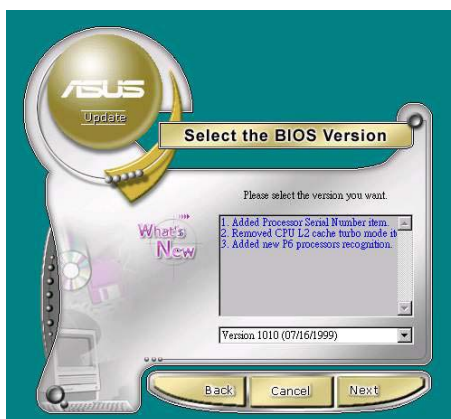 ASUS
Update
Select the BIOS Version
Please select the version you want.
What's
New
1. Added Processor Serial Number item.
2. Removed CPU L2 cache turbo mode it
3. Added new P6 processors recognition.
Version 1010 (07/16/1999)
Back
Cancel
Next